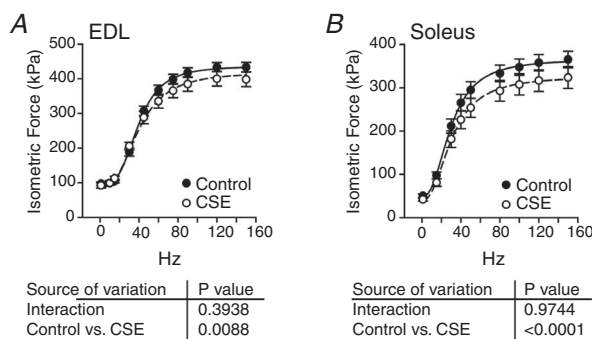 A EDL
Isometric Force (kPa)
500
400
300
200
100
0
Control
CSE
0 40 80 120 160
Hz
Source of variation P value
Interaction 0.3938
Control vs. CSE 0.0088
B Soleus
Isometric Force (kPa)
400
300
200
100
0
Control
CSE
0 40 80 120 160
Hz
Source of variation P value
Interaction 0.9744
Control vs. CSE <0.0001